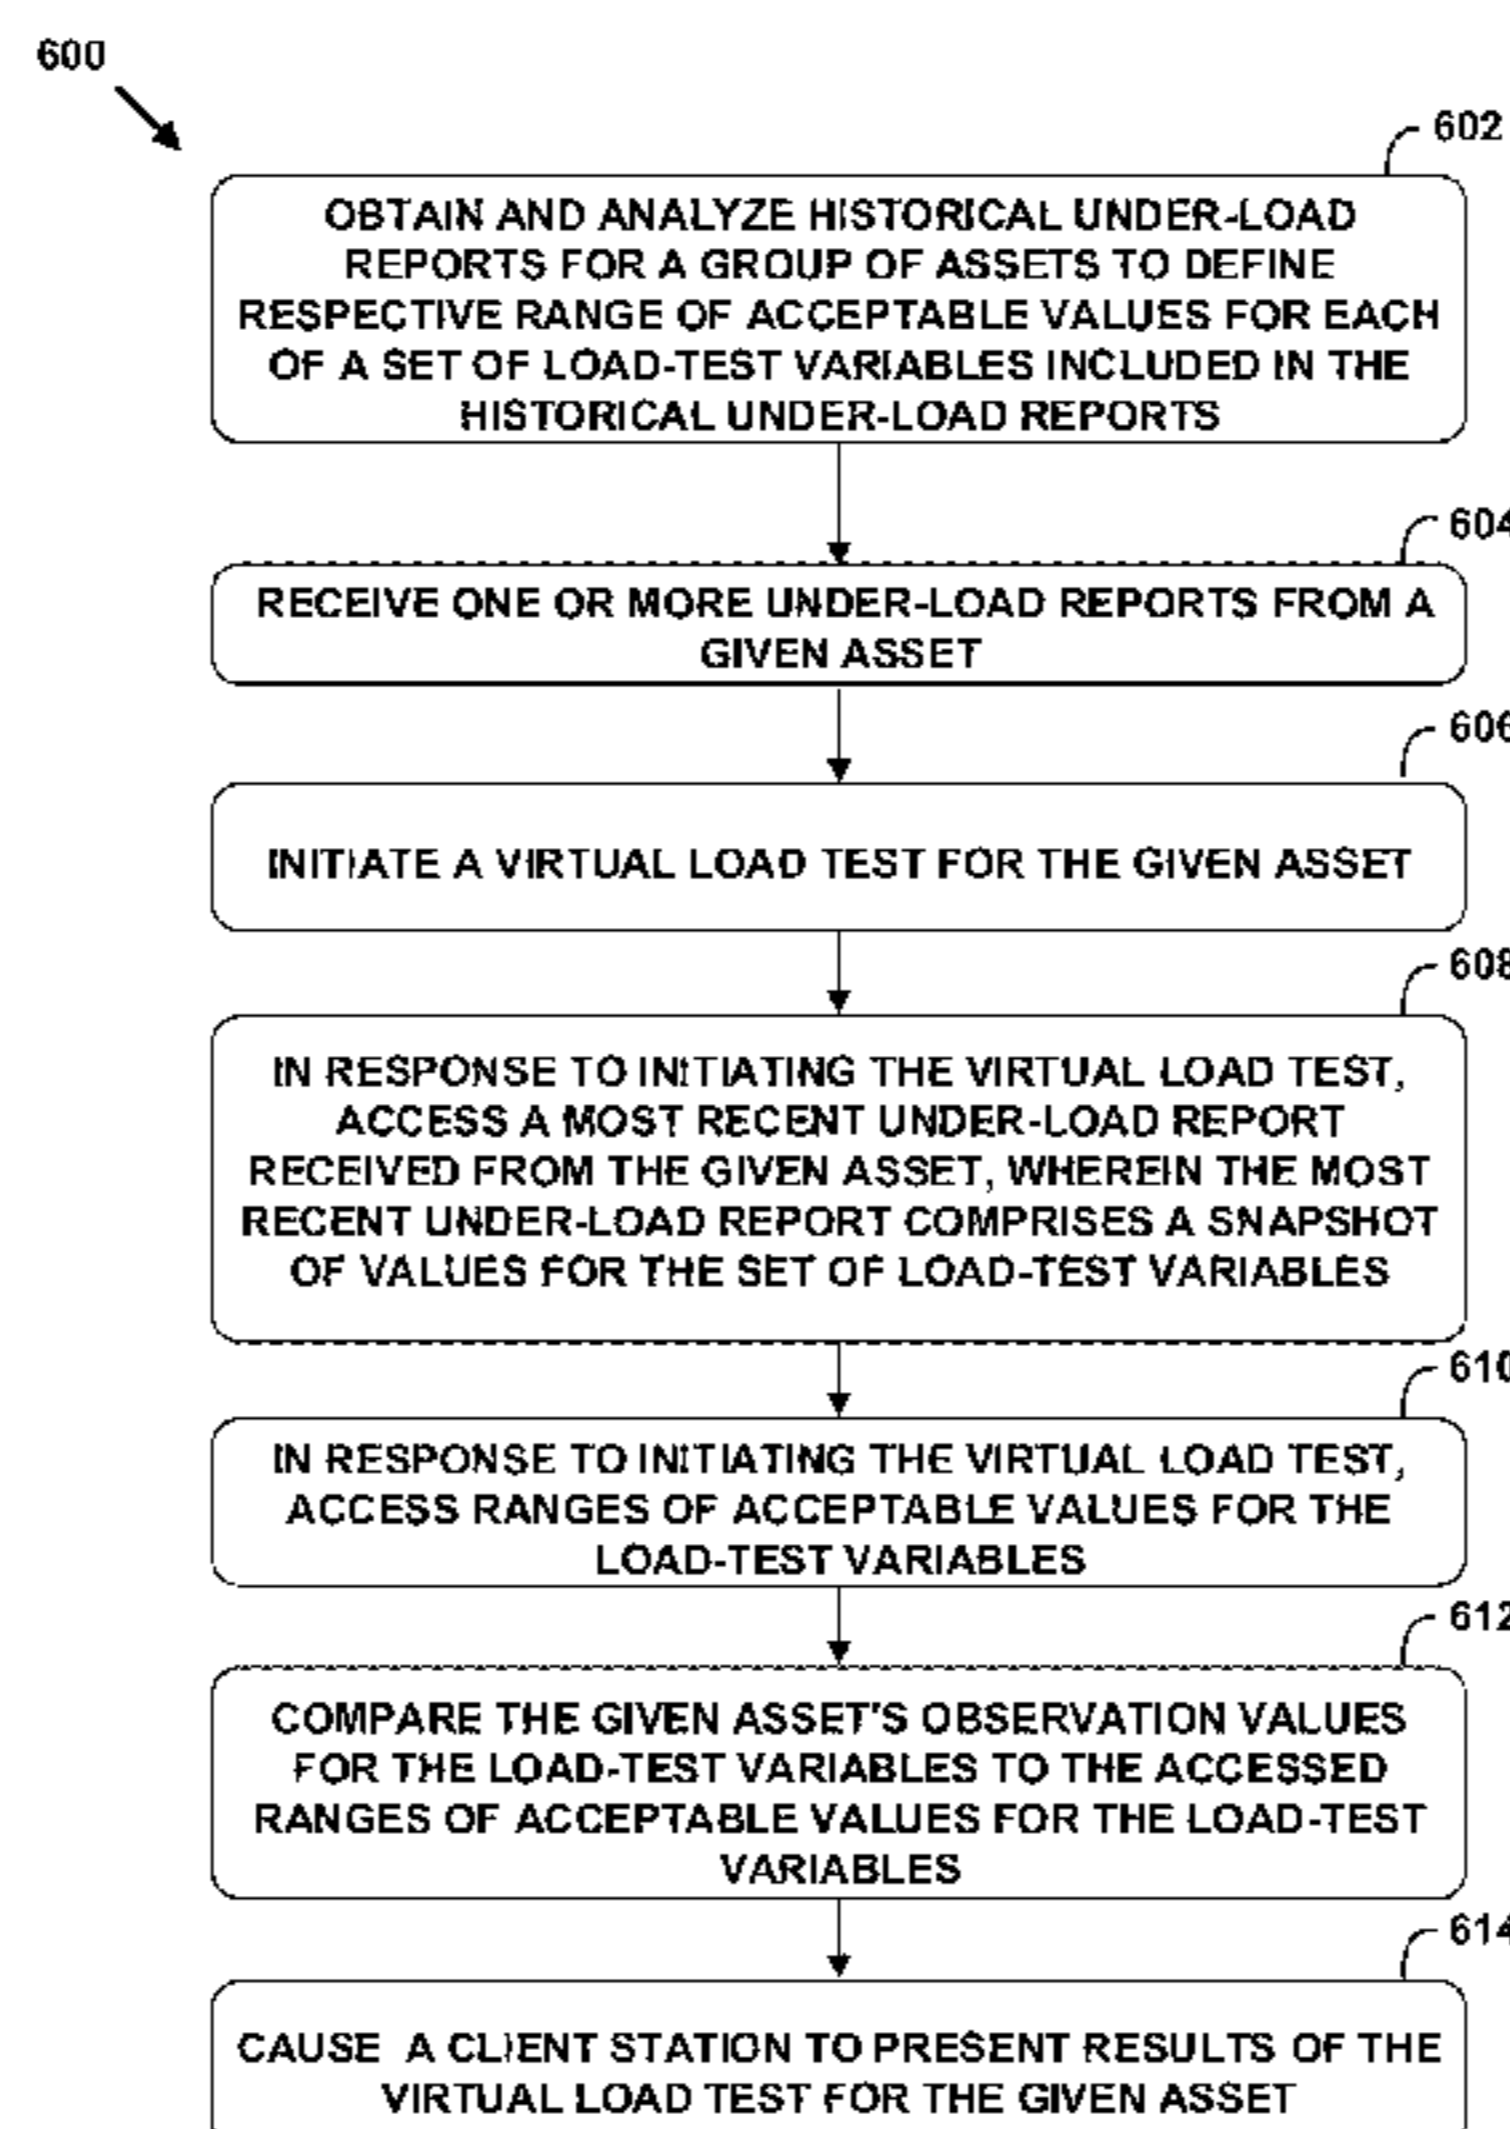 600
602
OBTAIN AND ANALYZE HISTORICAL UNDER-LOAD
REPORTS FOR A GROUP OF ASSETS TO DEFINE
RESPECTIVE RANGE OF ACCEPTABLE VALUES FOR EACH
OF A SET OF LOAD-TEST VARIABLES INCLUDED IN THE
HISTORICAL UNDER-LOAD REPORTS
604
RECEIVE ONE OR MORE UNDER-LOAD REPORTS FROM A
GIVEN ASSET
606
INITIATE A VIRTUAL LOAD TEST FOR THE GIVEN ASSET
608
IN RESPONSE TO INITIATING THE VIRTUAL LOAD TEST,
ACCESS A MOST RECENT UNDER-LOAD REPORT
RECEIVED FROM THE GIVEN ASSET, WHEREIN THE MOST
RECENT UNDER-LOAD REPORT COMPRISES A SNAPSHOT
OF VALUES FOR THE SET OF LOAD-TEST VARIABLES
610
IN RESPONSE TO INITIATING THE VIRTUAL LOAD TEST,
ACCESS RANGES OF ACCEPTABLE VALUES FOR THE
LOAD-TEST VARIABLES
612
COMPARE THE GIVEN ASSET'S OBSERVATION VALUES
FOR THE LOAD-TEST VARIABLES TO THE ACCESSED
RANGES OF ACCEPTABLE VALUES FOR THE LOAD-TEST
VARIABLES
614
CAUSE A CLIENT STATION TO PRESENT RESULTS OF THE
VIRTUAL LOAD TEST FOR THE GIVEN ASSET